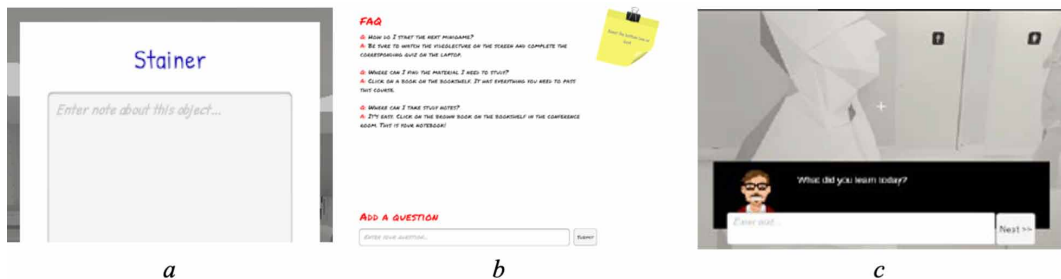 Stainer
Enter note about this object...
FAQ
Q: How do I start the next minigame?
A: Be sure to watch the videolecture on the screen and complete the
corresponding quiz on the laptop.
Q: Where can I find the material I need to study?
A: Click on a book on the bookshelf. It has everything you need to pass
this course.
Q: Where can I take study notes?
A: It's easy. Click on the brown book on the bookshelf in the conference
room. This is your notebook!
Add a question
Enter your question...
Submit
What did you learn today?
Enter text...
Next >>
a
b
c